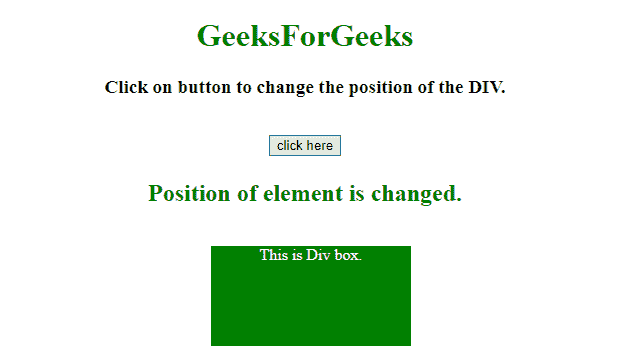 GeeksForGeeks
Click on button to change the position of the DIV.
click here
Position of element is changed.
This is Div box.